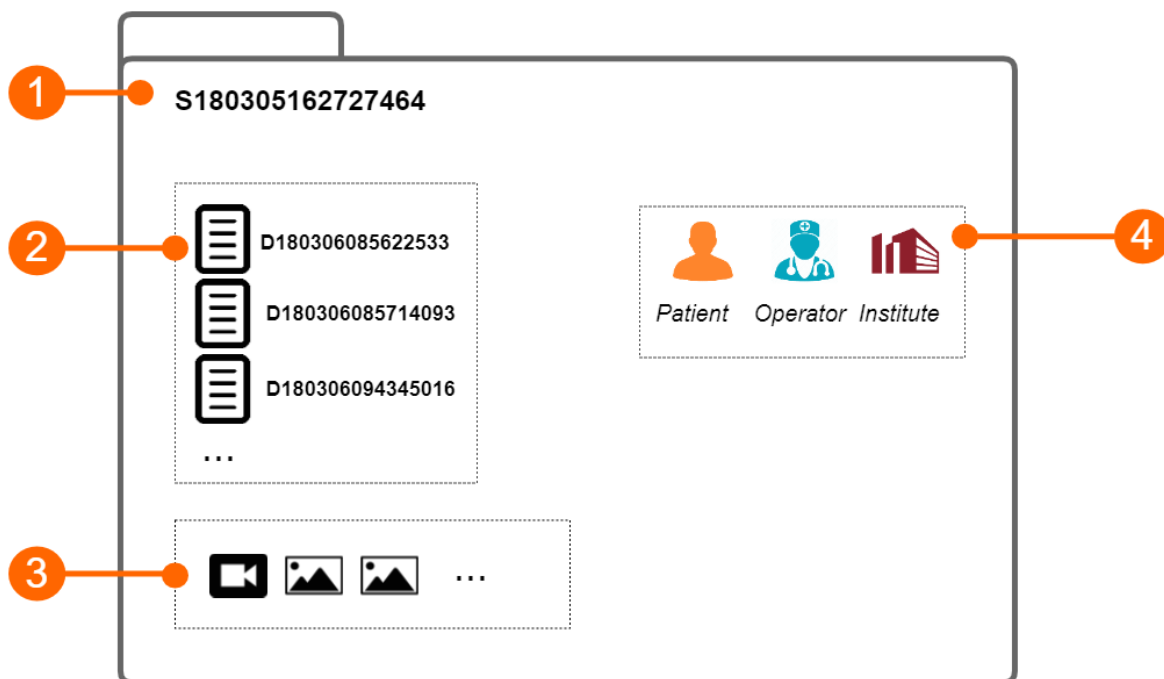 1
S180305162727464
2
D180306085622533
D180306085714093
D180306094345016
...
3
...
4
Patient Operator Institute